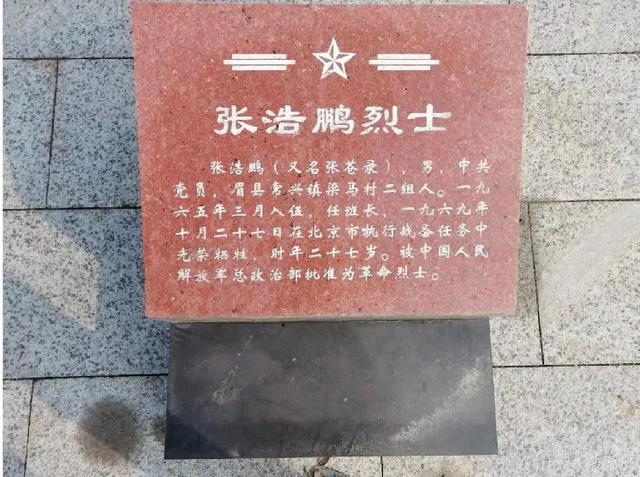 张浩鹏烈士
张浩鹏（又名张苍录），男，中共
党员，眉县常兴镇梁马村二组人。一九
六五年三月入伍，任班长，一九六九年
十月二十七日在北京市执行战备任务中
光荣牺牲，时年二十七岁。被中国人民
解放军总政治部批准为革命烈士。